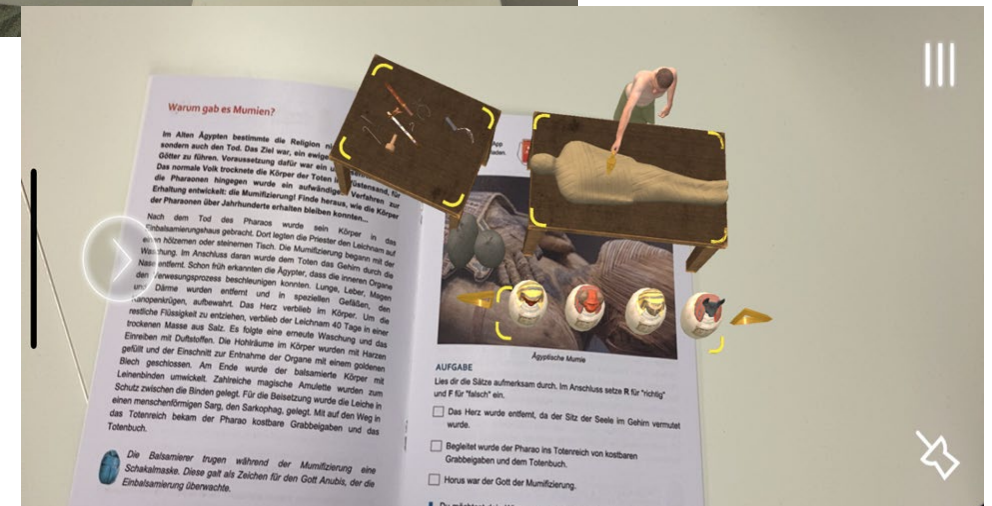 Warum gab es Mumien?
Im Alten Ägypten bestimmte die Religion
sondern auch den Tod. Das Ziel war, ein ewige
Götter zu führen. Voraussetzung dafür war ein
Das normale Volk trocknete die Körper der Toten Wüstensand, für
die Pharaonen hingegen wurde ein aufwändiges Verfahren zur
Erhaltung entwickelt: die Mumifizierung! Finde heraus, wie die Körper
der Pharaonen über Jahrhunderte erhalten bleiben konnten...
Nach dem Tod des Pharaos wurde sein Körper in das
Einbalsamierungshaus gebracht. Dort legten die Priester den Leichnam auf
einen hölzernen oder steinernen Tisch. Die Mumifizierung begann mit der
Waschung. Im Anschluss daran wurde dem Toten das Gehirn durch die
Nase entfernt. Schon früh erkannten die Ägypter, dass die inneren Organe
den Verwesungsprozess beschleunigen konnten. Lunge, Leber, Magen
und Därme wurden entfernt und in speziellen Gefäßen, den
Kanopenkrügen, aufbewahrt. Das Herz verblieb im Körper. Um die
restliche Flüssigkeit zu entziehen, verblieb der Leichnam 40 Tage in einer
trockenen Masse aus Salz. Es folgte eine erneute Waschung und das
Einreiben mit Duftstoffen. Die Hohlräume im Körper wurden mit Harzen
gefüllt und der Einschnitt zur Entnahme der Organe mit einem goldenen
Blech geschlossen. Am Ende wurde der balsamierte Körper mit
Leinenbinden umwickelt. Zahlreiche magische Amulette wurden zum
Schutz zwischen die Binden gelegt. Für die Beisetzung wurde die Leiche in
einen menschenförmigen Sarg, den Sarkophag, gelegt. Mit auf den Weg in
das Totenreich bekam der Pharao kostbare Grabbeigaben und das
Totenbuch.
Die Balsamierer trugen während der Mumifizierung eine
Schakalmaske. Diese galt als Zeichen für den Gott Anubis, der die
Einbalsamierung überwachte.
App
laden.
Ägyptische Mumie
AUFGABE
Lies dir die Sätze aufmerksam durch. Im Anschluss setze R für "richtig"
und F für "falsch" ein.
Das Herz wurde entfernt, da der Sitz der Seele im Gehirn vermutet
wurde.
Begleitet wurde der Pharao ins Totenreich von kostbaren
Grabbeigaben und dem Totenbuch.
Horus war der Gott der Mumifizierung.